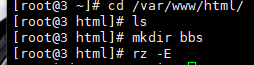 [root@3 ~]# cd /var/www/html/
[root@3 html]# ls
[root@3 html]# mkdir bbs
[root@3 html]# rz -E